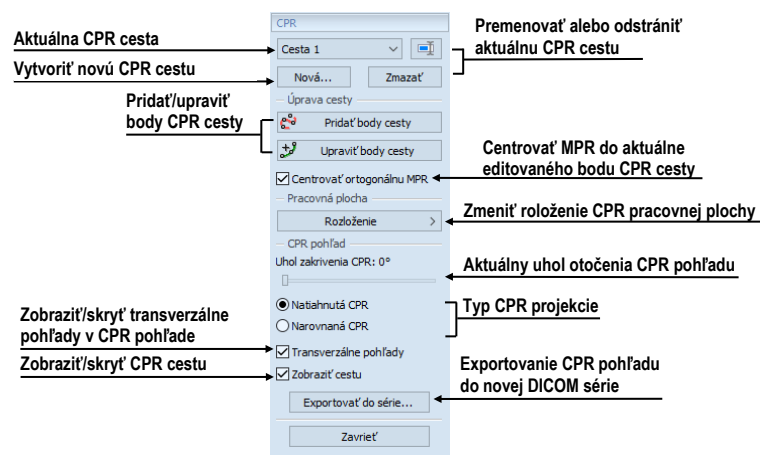 CPR
Aktuálna CPR cesta
Cesta 1
Premenovať alebo odstrániť
aktuálnu CPR cestu
Vytvoriť novú CPR cestu
Nová...
Zmazať
Úprava cesty
Pridať/upraviť
body CPR cesty
Pridať body cesty
Upraviť body cesty
Centrovať MPR do aktuálne
editovaného bodu CPR cesty
Centrovať ortogonálnu MPR
Pracovná plocha
Rozloženie
Zmeniť roloženie CPR pracovnej plochy
CPR pohľad
Uhol zakrivenia CPR: 0°
Aktuálny uhol otočenia CPR pohľadu
Natiahnutá CPR
Narovnaná CPR
Typ CPR projekcie
Zobraziť/skryť transverzálne
pohľady v CPR pohľade
Transverzálne pohľady
Zobraziť/skryť CPR cestu
Zobraziť cestu
Exportovanie CPR pohľadu
do novej DICOM série
Exportovať do série...
Zavrieť